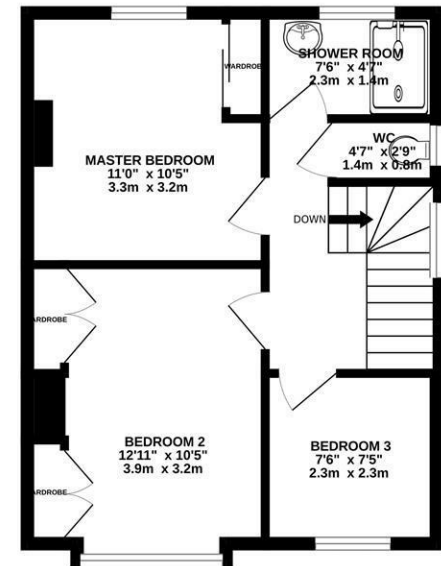 SHOWER ROOM
7'6" x 4'7"
2.3m x 1.4m
WARDROBE
WC
4'7" x 2'9"
1.4m x 0.8m
MASTER BEDROOM
11'0" x 10'5"
3.3m x 3.2m
DOWN
ARDROBE
BEDROOM 2
12'11" x 10'5"
3.9m x 3.2m
BEDROOM 3
7'6" x 7'5"
2.3m x 2.3m
ARDROBE